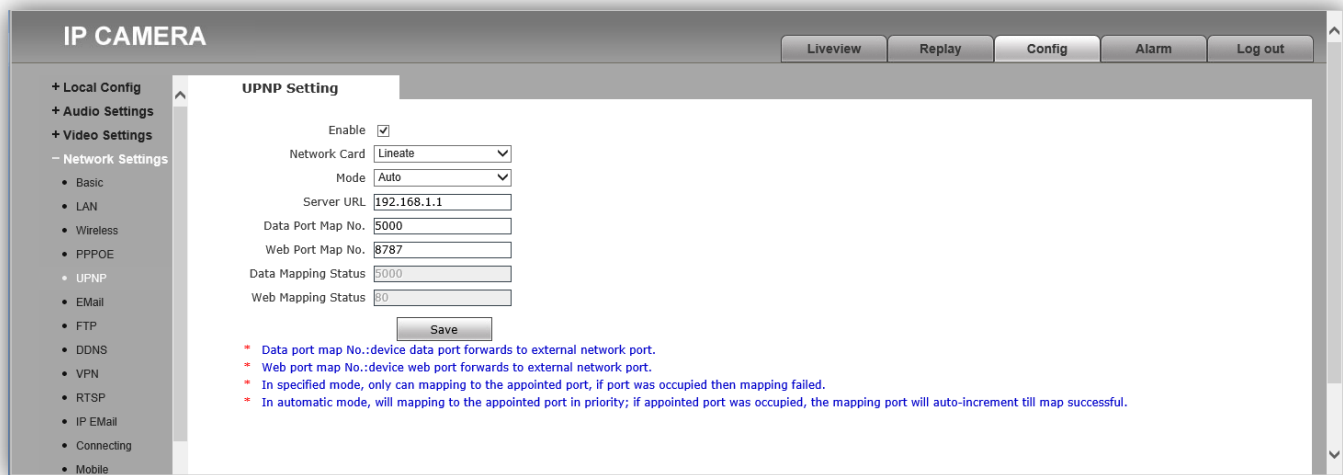 IP CAMERA
Liveview
Replay
Config
Alarm
Log out
+ Local Config
+ Audio Settings
+ Video Settings
− Network Settings
• Basic
• LAN
• Wireless
• PPPOE
• UPNP
• EMail
• FTP
• DDNS
• VPN
• RTSP
• IP EMail
• Connecting
• Mobile
UPNP Setting
Enable
Network Card Lineate
Mode Auto
Server URL 192.168.1.1
Data Port Map No. 5000
Web Port Map No. 8787
Data Mapping Status 5000
Web Mapping Status 80
Save
* Data port map No.:device data port forwards to external network port.
* Web port map No.:device web port forwards to external network port.
* In specified mode, only can mapping to the appointed port, if port was occupied then mapping failed.
* In automatic mode, will mapping to the appointed port in priority; if appointed port was occupied, the mapping port will auto-increment till map successful.